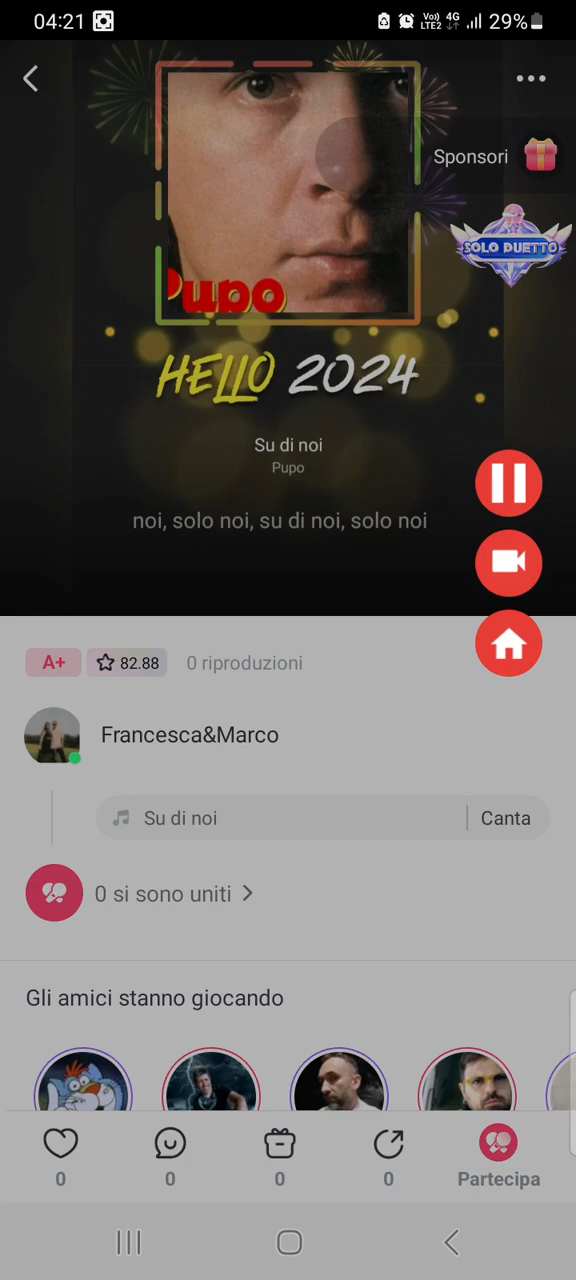 04:21
Vo)) 4G
LTE2
29%
Sponsori
SOLO DUETTO
Pupo
HELLO 2024
Su di noi
Pupo
noi, solo noi, su di noi, solo noi
A+
82.88
0 riproduzioni
Francesca&Marco
Su di noi
Canta
0 si sono uniti
Gli amici stanno giocando
0
0
0
0
Partecipa